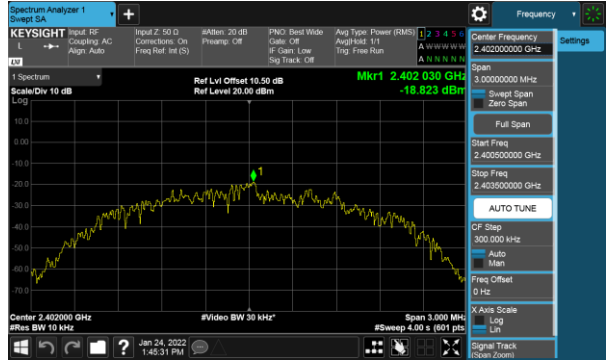 Spectrum Analyzer 1
Swept SA
Frequency
KEYSIGHT
L
Input: RF
Coupling: AC
Align: Auto
Input Z: 50 Ω
Corrections: On
Freq Ref: Int (S)
#Atten: 20 dB
Preamp: Off
PNO: Best Wide
Gate: Off
IF Gain: Low
Sig Track: Off
Avg Type: Power (RMS)
Avg|Hold: 1/1
Trig: Free Run
1 2 3 4 5 6
A W W W W W
A N N N N N
1 Spectrum
Scale/Div 10 dB
Log
Ref Lvl Offset 10.50 dB
Ref Level 20.00 dBm
Mkr1 2.402 030 GHz
-18.823 dBm
10.0
0.00
-10.0
-20.0
-30.0
-40.0
-50.0
-60.0
-70.0
1
Center 2.402000 GHz
#Res BW 10 kHz
#Video BW 30 kHz*
Span 3.000 MHz
#Sweep 4.00 s (601 pts)
Jan 24, 2022
1:45:31 PM
Settings
Center Frequency
2.402000000 GHz
Span
3.00000000 MHz
Swept Span
Zero Span
Full Span
Start Freq
2.400500000 GHz
Stop Freq
2.403500000 GHz
AUTO TUNE
CF Step
300.000 kHz
Auto
Man
Freq Offset
0 Hz
X Axis Scale
Log
Lin
Signal Track
(Span Zoom)